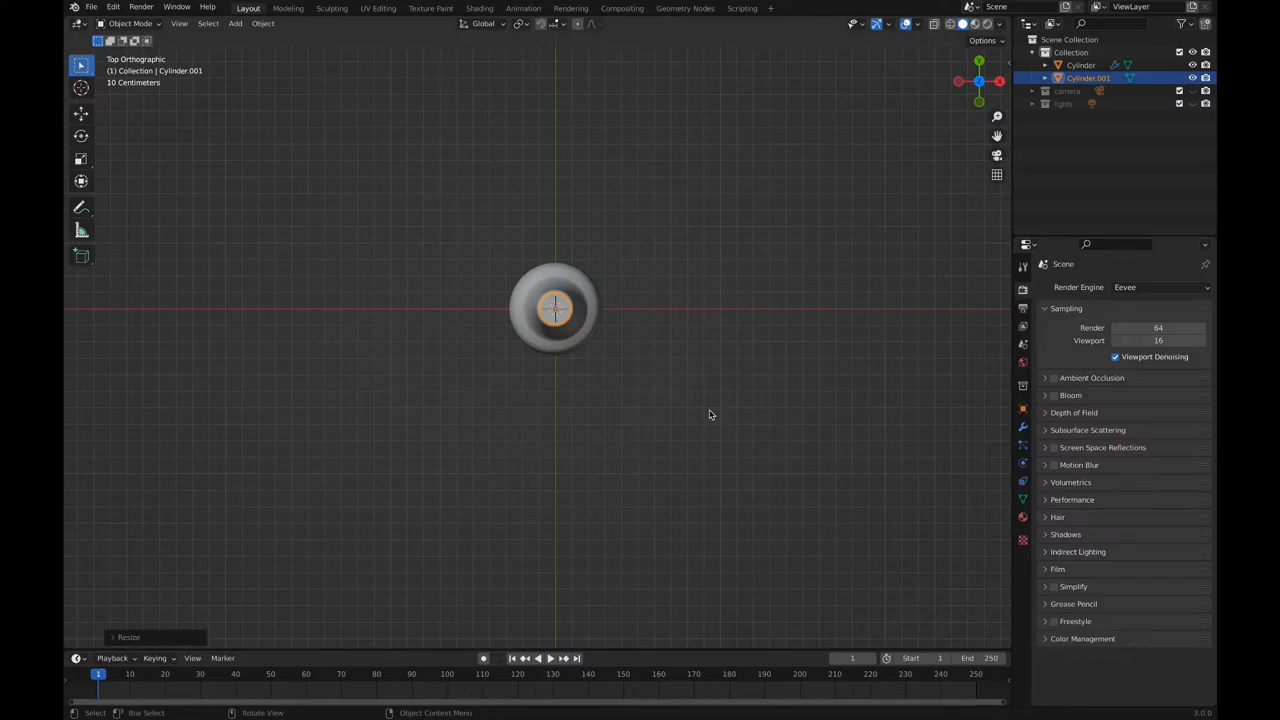 File Edit Render Window Help Layout Modeling Sculpting UV Editing Texture Paint Shading Animation Rendering Compositing Geometry Nodes Scripting Scene ViewLayer
Object Mode View Select Add Object Global
Options
Top Orthographic
(1) Collection | Cylinder.001
10 Centimeters
Y
X
Z
Resize
Scene Collection
Collection
Cylinder
Cylinder.001
camera
lights
Scene
Render Engine Eevee
Sampling
Render 64
Viewport 16
Viewport Denoising
Ambient Occlusion
Bloom
Depth of Field
Subsurface Scattering
Screen Space Reflections
Motion Blur
Volumetrics
Performance
Hair
Shadows
Indirect Lighting
Film
Simplify
Grease Pencil
Freestyle
Color Management
Playback Keying View Marker 1 Start 1 End 250
1 10 20 30 40 50 60 70 80 90 100 110 120 130 140 150 160 170 180 190 200 210 220 230 240 250
Select Box Select Rotate View Object Context Menu 3.0.0